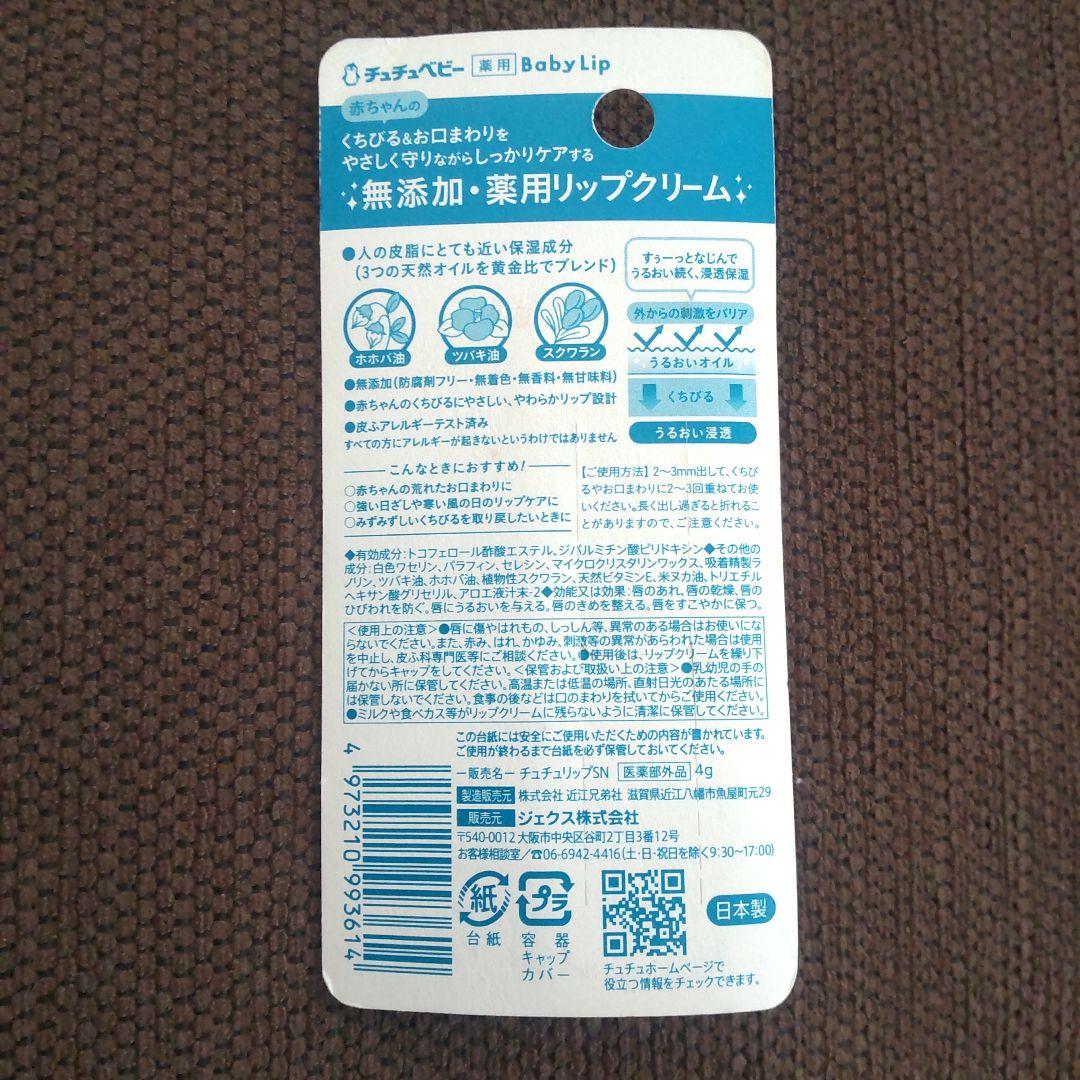 チュチュベビー 薬用 Baby Lip
赤ちゃんの
くちびる&お口まわりを
やさしく守りながらしっかりケアする
無添加・薬用リップクリーム
●人の皮脂にとても近い保湿成分
(3つの天然オイルを黄金比でブレンド)
ホホバ油 ツバキ油 スクワラン
すぅーっとなじんで
うるおい続く、浸透保湿
外からの刺激をバリア
うるおいオイル
くちびる
うるおい浸透
●無添加(防腐剤フリー・無着色・無香料・無甘味料)
●赤ちゃんのくちびるにやさしい、やわらかリップ設計
●皮ふアレルギーテスト済み
すべての方にアレルギーが起きないというわけではありません
こんなときにおすすめ!
○赤ちゃんの荒れたお口まわりに
○強い日ざしや寒い風の日のリップケアに
○みずみずしいくちびるを取り戻したいときに
【ご使用方法】2〜3mm出して、くちび
るやお口まわりに2〜3回重ねてお使
いください。長く出し過ぎると折れるこ
とがありますので、ご注意ください。
◆有効成分:トコフェロール酢酸エステル、ジパルミチン酸ピリドキシン◆その他の
成分:白色ワセリン、パラフィン、セレシン、マイクロクリスタリンワックス、吸着精製ラ
ノリン、ツバキ油、ホホバ油、植物性スクワラン、天然ビタミンE、米ヌカ油、トリエチル
ヘキサン酸グリセリル、アロエ液汁末-2◆効能又は効果:唇のあれ、唇の乾燥、唇の
ひびわれを防ぐ。唇にうるおいを与える。唇のきめを整える。唇をすこやかに保つ。
<使用上の注意>●唇に傷やはれもの、しっしん等、異常のある場合はお使いにな
らないでください。また、赤み、はれ、かゆみ、刺激等の異常があらわれた場合は使用
を中止し、皮ふ科専門医等にご相談ください。●使用後は、リップクリームを繰り下
げてからキャップをしてください。<保管および取扱い上の注意>●乳幼児の手の
届かない所に保管してください。高温または低温の場所、直射日光のあたる場所に
は保管しないでください。食事の後などは口のまわりを拭いてからご使用ください。
●ミルクや食べカス等がリップクリームに残らないように清潔に保管してください。
この台紙には安全にご使用いただくための内容が書かれています。
ご使用が終わるまで台紙を必ず保管しておいてください。
ー販売名ー チュチュリップSN 医薬部外品 4g
製造販売元 株式会社 近江兄弟社 滋賀県近江八幡市魚屋町元29
販売元 ジェクス株式会社
〒540-0012 大阪市中央区谷町2丁目3番12号
お客様相談室/☎06-6942-4416(土・日・祝日を除く9:30〜17:00)
4 973210 993614
紙
台紙
プラ
容器
キャップ
カバー
日本製
チュチュホームページで
役立つ情報をチェックできます。